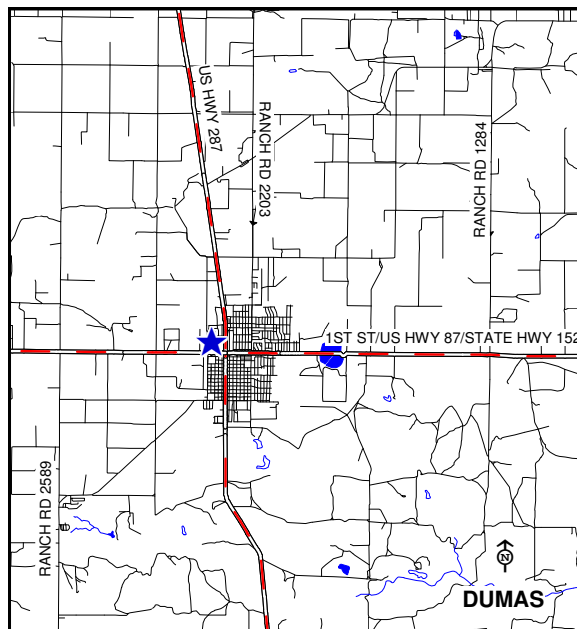 US HWY 287
RANCH RD 2203
RANCH RD 1284
1ST ST/US HWY 87/STATE HWY 152
RANCH RD 2589
N
DUMAS